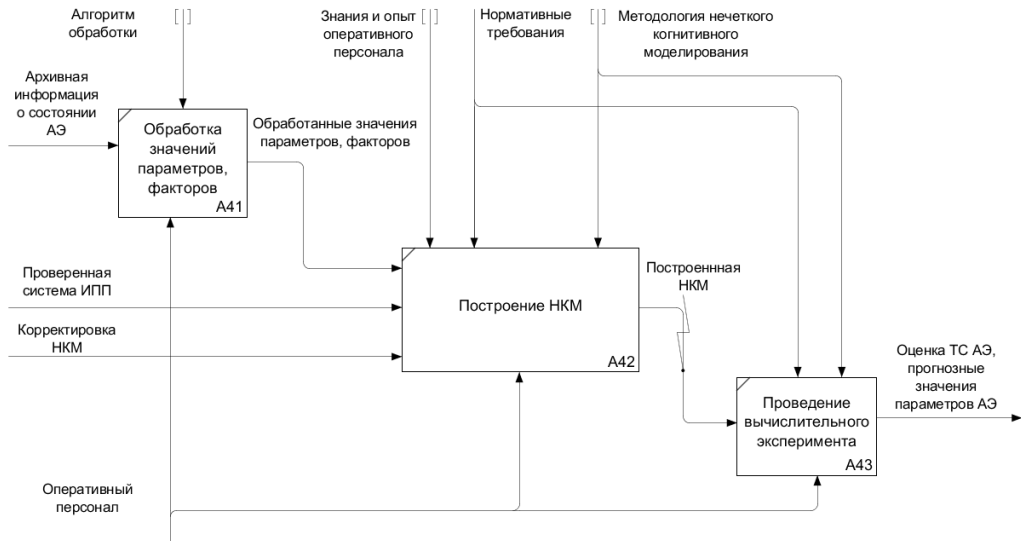 Алгоритм
обработки
Знания и опыт
оперативного
персонала
Нормативные
требования
Методология нечеткого
когнитивного
моделирования
Архивная
информация
о состоянии
АЭ
Обработка
значений
параметров,
факторов
A41
Обработанные значения
параметров, факторов
Проверенная
система ИПП
Корректировка
НКМ
Построение НКМ
A42
Построеннная
НКМ
Проведение
вычислительного
эксперимента
A43
Оценка ТС АЭ,
прогнозные
значения
параметров АЭ
Оперативный
персонал